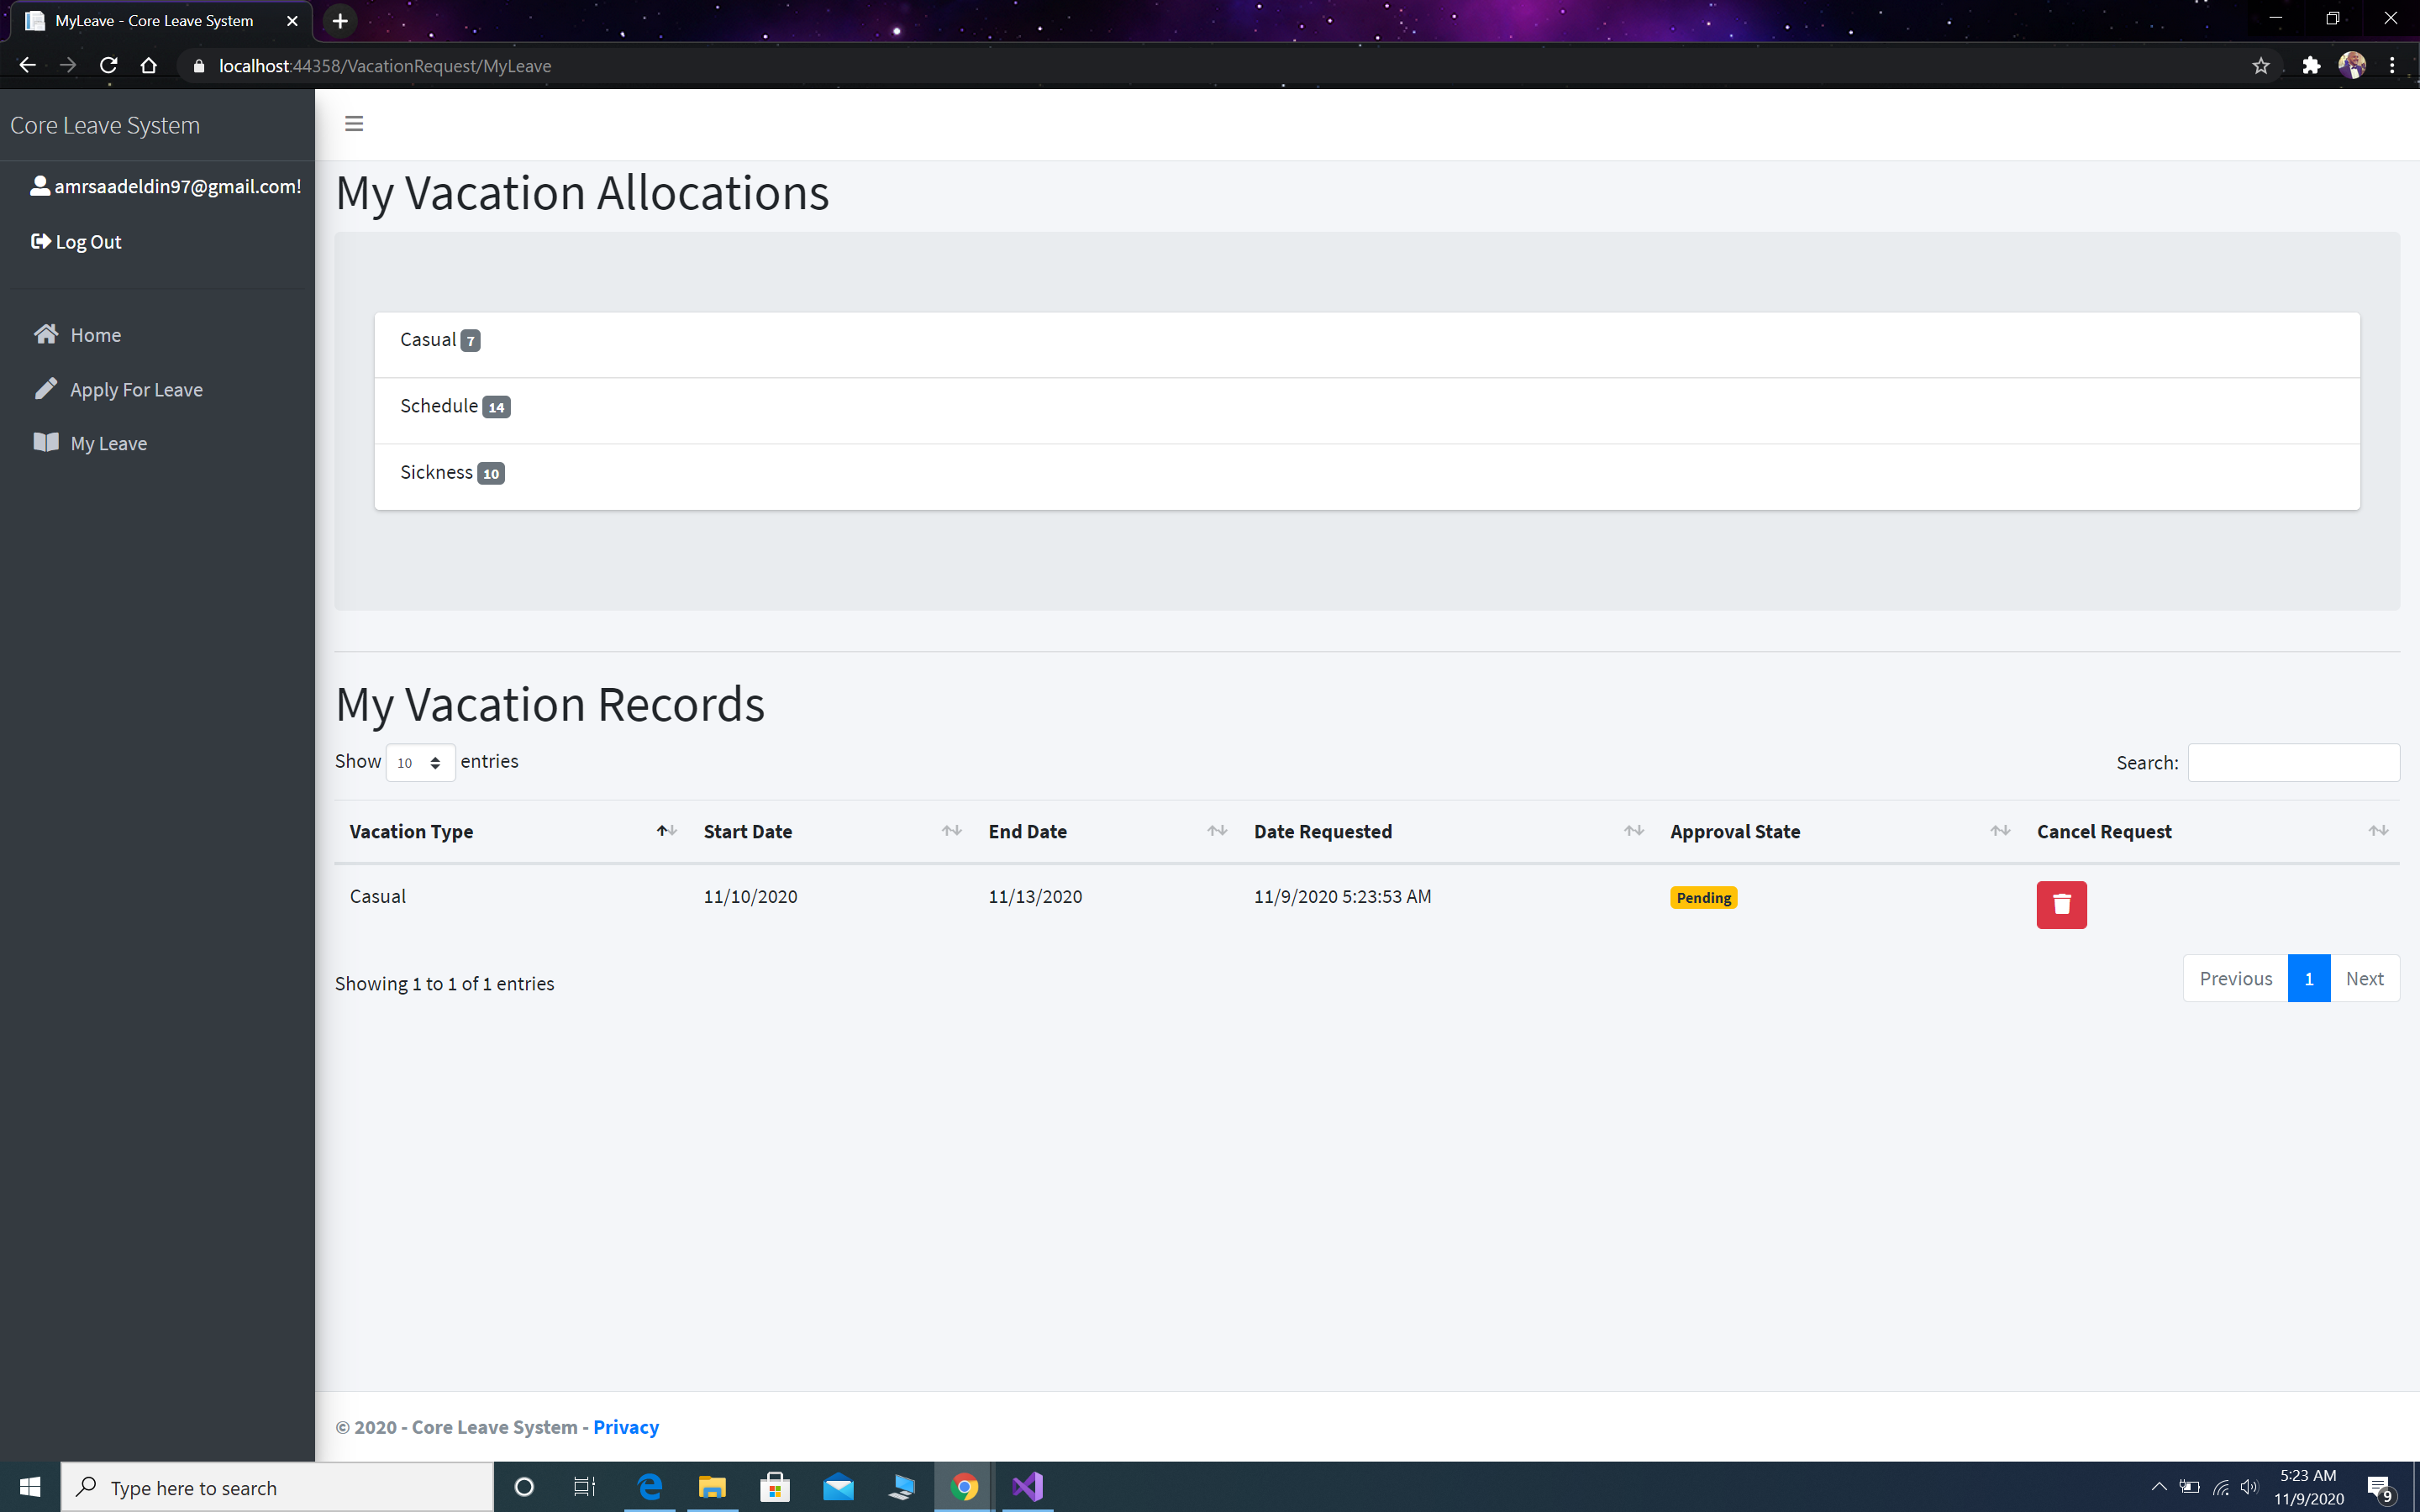 MyLeave - Core Leave System
localhost:44358/VacationRequest/MyLeave
Core Leave System
amrsaadeldin97@gmail.com!
Log Out
Home
Apply For Leave
My Leave
My Vacation Allocations
Casual 7
Schedule 14
Sickness 10
My Vacation Records
Show 10 entries
Search:
Vacation Type Start Date End Date Date Requested Approval State Cancel Request
Casual 11/10/2020 11/13/2020 11/9/2020 5:23:53 AM Pending
Showing 1 to 1 of 1 entries
Previous 1 Next
© 2020 - Core Leave System - Privacy
Type here to search
5:23 AM
11/9/2020
9